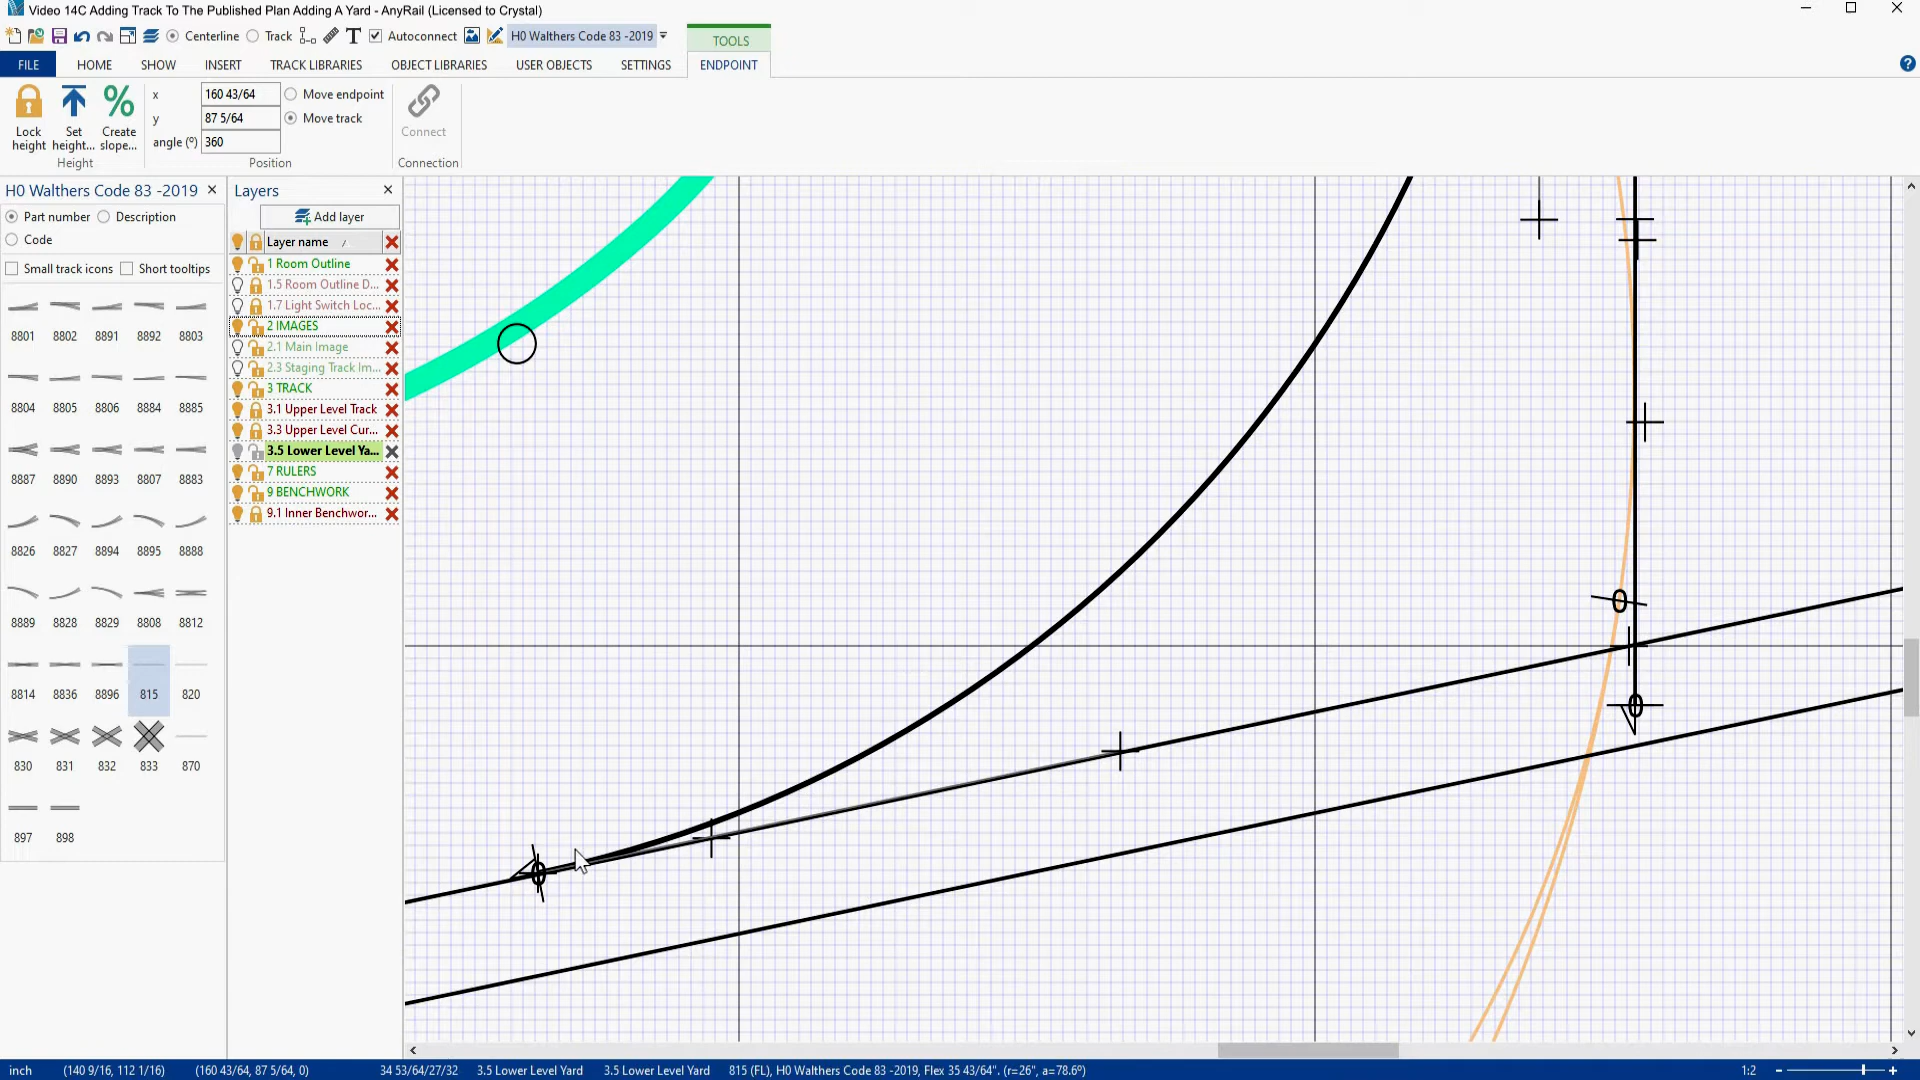 Video 14C Adding Track To The Published Plan Adding A Yard - AnyRail (Licensed to Crystal)
Centerline Track T Autoconnect H0 Walthers Code 83 -2019 TOOLS
FILE HOME SHOW INSERT TRACK LIBRARIES OBJECT LIBRARIES USER OBJECTS SETTINGS ENDPOINT
x 160 43/64 Move endpoint
y 87 5/64 Move track
angle (º) 360
Lock height
Set height...
Create slope...
Connect
Height Position Connection
H0 Walthers Code 83 -2019
Part number Description
Code
Small track icons Short tooltips
8801 8802 8891 8892 8803
8804 8805 8806 8884 8885
8887 8890 8893 8807 8883
8826 8827 8894 8895 8888
8889 8828 8829 8808 8812
8814 8836 8896 815 820
830 831 832 833 870
897 898
Layers
Add layer
Layer name
1 Room Outline
1.5 Room Outline D...
1.7 Light Switch Loc...
2 IMAGES
2.1 Main Image
2.3 Staging Track Im...
3 TRACK
3.1 Upper Level Track
3.3 Upper Level Cur...
3.5 Lower Level Ya...
7 RULERS
9 BENCHWORK
9.1 Inner Benchwor...
0
0
0
inch (140 9/16, 112 1/16) (160 43/64, 87 5/64, 0) 34 53/64/27/32 3.5 Lower Level Yard 3.5 Lower Level Yard 815 (FL), H0 Walthers Code 83 -2019, Flex 35 43/64". (r=26", a=78.6º) 1:2